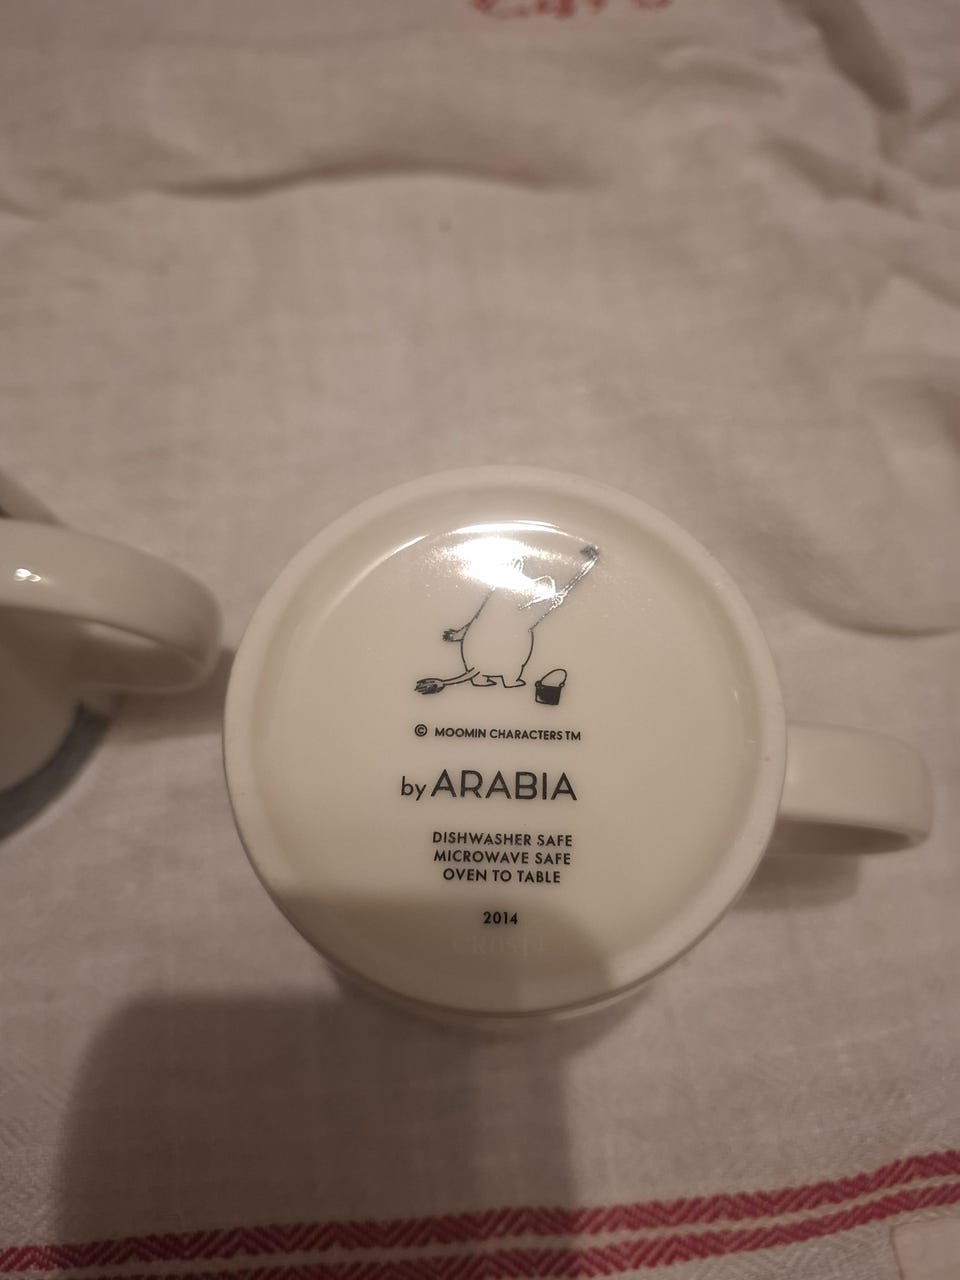 © MOOMIN CHARACTERS TM
by ARABIA
DISHWASHER SAFE
MICROWAVE SAFE
OVEN TO TABLE
2014